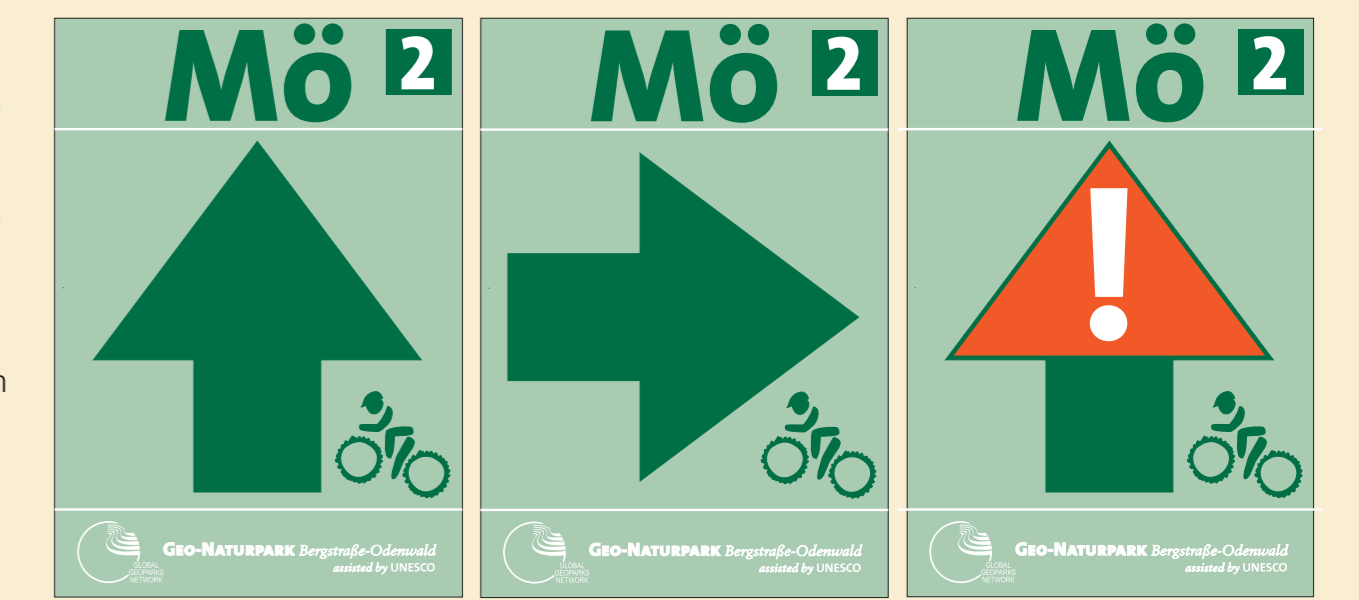 Mö 2
GEO-NATURPARK Bergstraße-Odenwald
assisted by UNESCO
GLOBAL
GEOPARKS
NETWORK
Mö 2
GEO-NATURPARK Bergstraße-Odenwald
assisted by UNESCO
GLOBAL
GEOPARKS
NETWORK
Mö 2
!
GEO-NATURPARK Bergstraße-Odenwald
assisted by UNESCO
GLOBAL
GEOPARKS
NETWORK